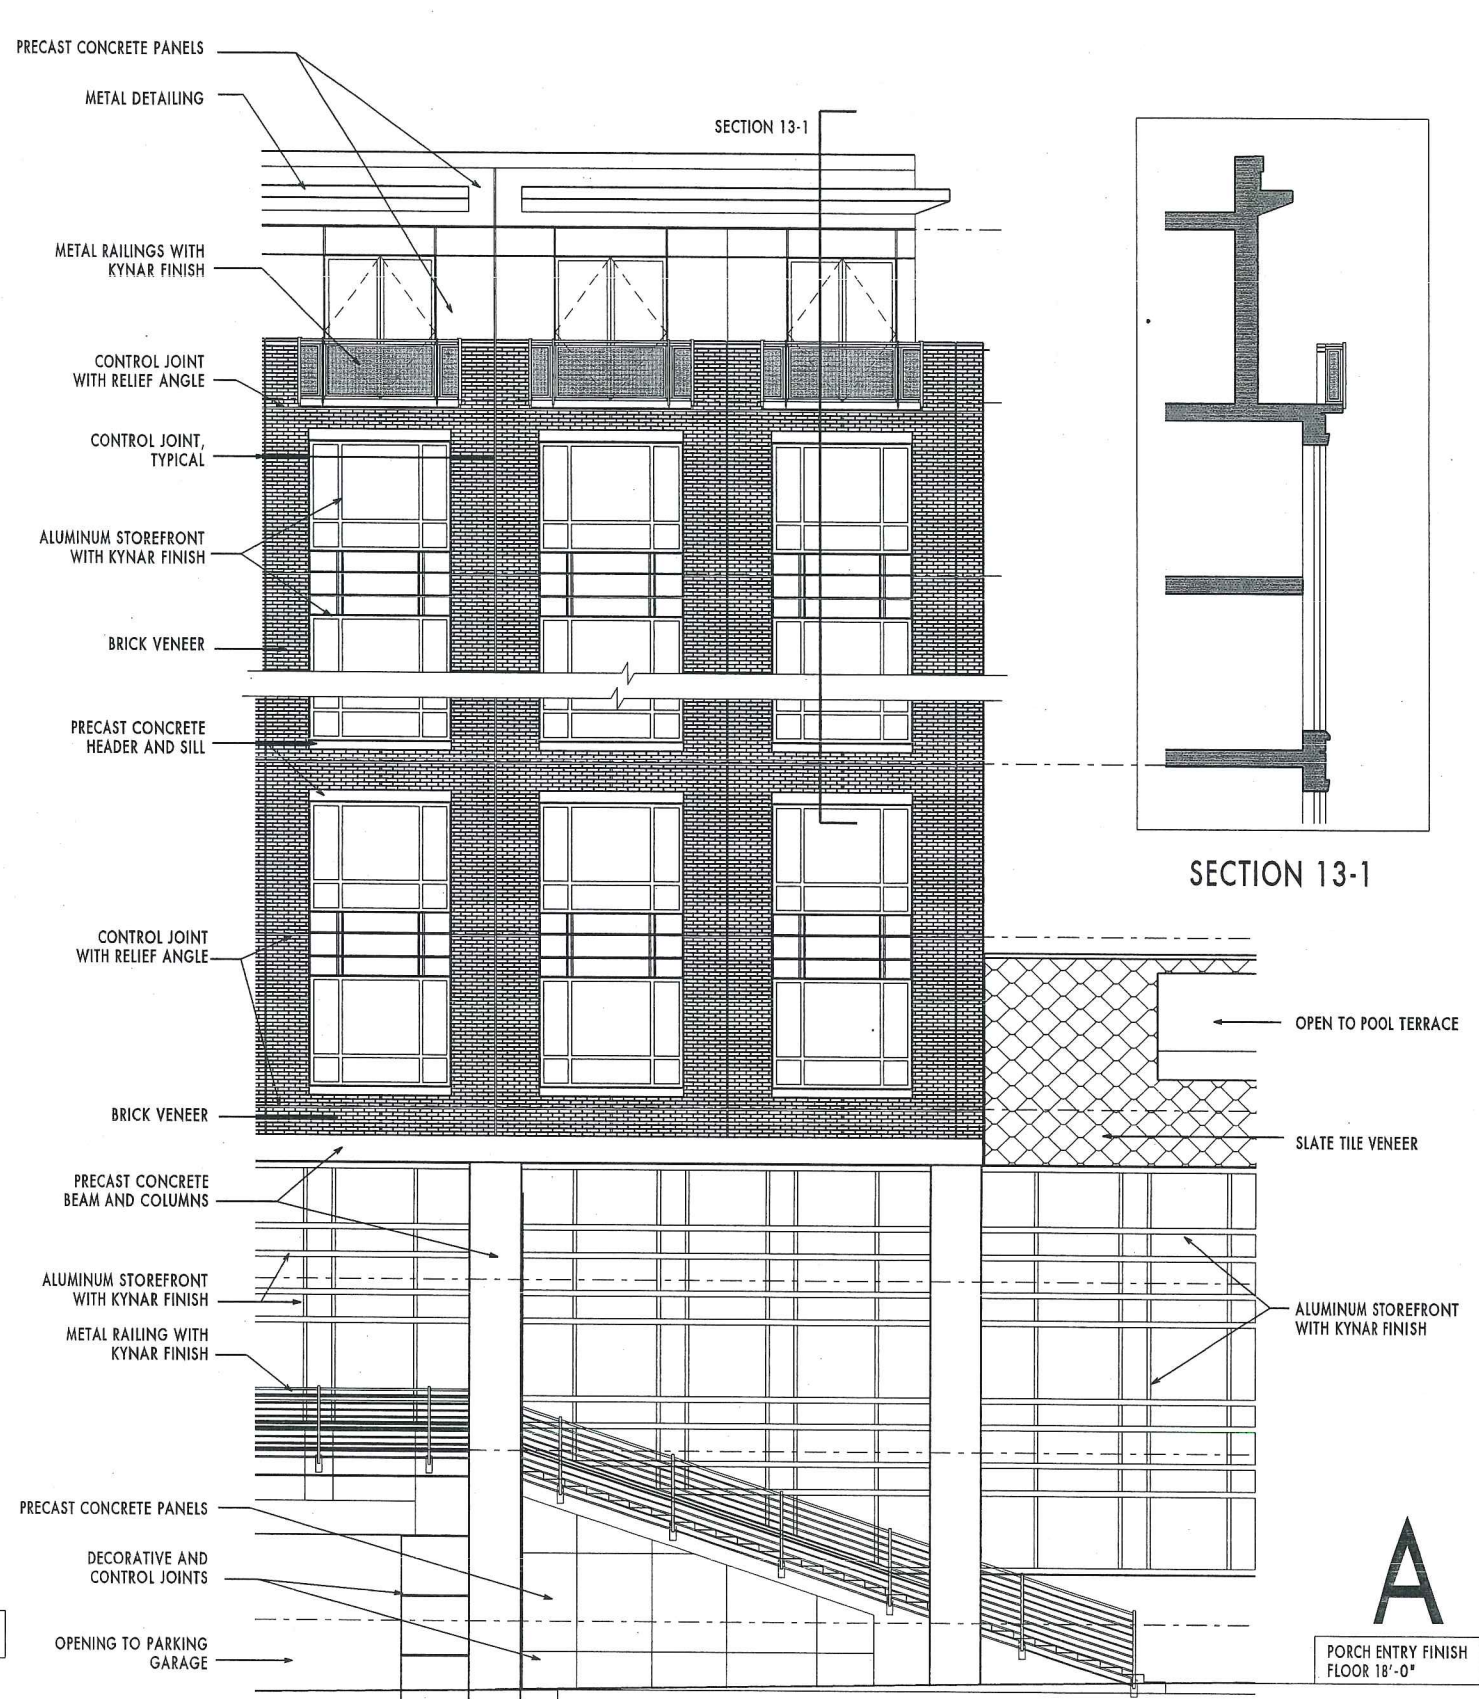 PRECAST CONCRETE PANELS
METAL DETAILING
SECTION 13-1
METAL RAILINGS WITH
KYNAR FINISH
CONTROL JOINT
WITH RELIEF ANGLE
CONTROL JOINT,
TYPICAL
ALUMINUM STOREFRONT
WITH KYNAR FINISH
BRICK VENEER
PRECAST CONCRETE
HEADER AND SILL
SECTION 13-1
CONTROL JOINT
WITH RELIEF ANGLE
OPEN TO POOL TERRACE
BRICK VENEER
SLATE TILE VENEER
PRECAST CONCRETE
BEAM AND COLUMNS
ALUMINUM STOREFRONT
WITH KYNAR FINISH
ALUMINUM STOREFRONT
WITH KYNAR FINISH
METAL RAILING WITH
KYNAR FINISH
PRECAST CONCRETE PANELS
DECORATIVE AND
CONTROL JOINTS
OPENING TO PARKING
GARAGE
A
PORCH ENTRY FINISH
FLOOR 18'-0"